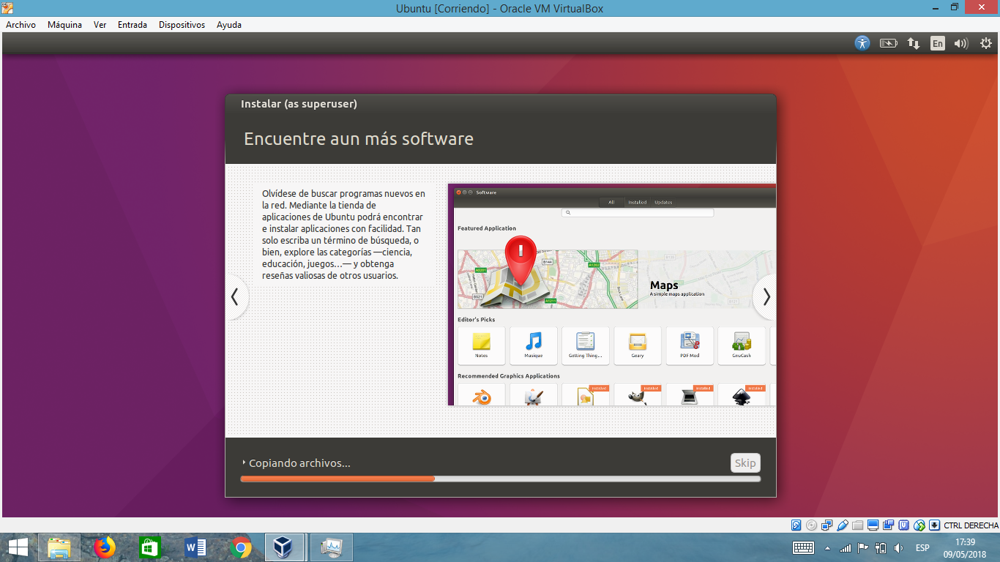 Ubuntu [Corriendo] - Oracle VM VirtualBox
Archivo Máquina Ver Entrada Dispositivos Ayuda
En
Instalar (as superuser)
Encuentre aun más software
Olvídese de buscar programas nuevos en
la red. Mediante la tienda de
aplicaciones de Ubuntu podrá encontrar
e instalar aplicaciones con facilidad. Tan
solo escriba un término de búsqueda, o
bien, explore las categorías —ciencia,
educación, juegos…— y obtenga
reseñas valiosas de otros usuarios.
Software
All Installed Updates
Featured Application
B144
A1203
A5201
B621
A1211
Maps
A simple maps application
Editor's Picks
Notes Musique Getting Thing... Geary PDF Mod GnuCash
Recommended Graphics Applications
Installed Installed Installed Installed
Copiando archivos...
Skip
CTRL DERECHA
ESP
17:39
09/05/2018